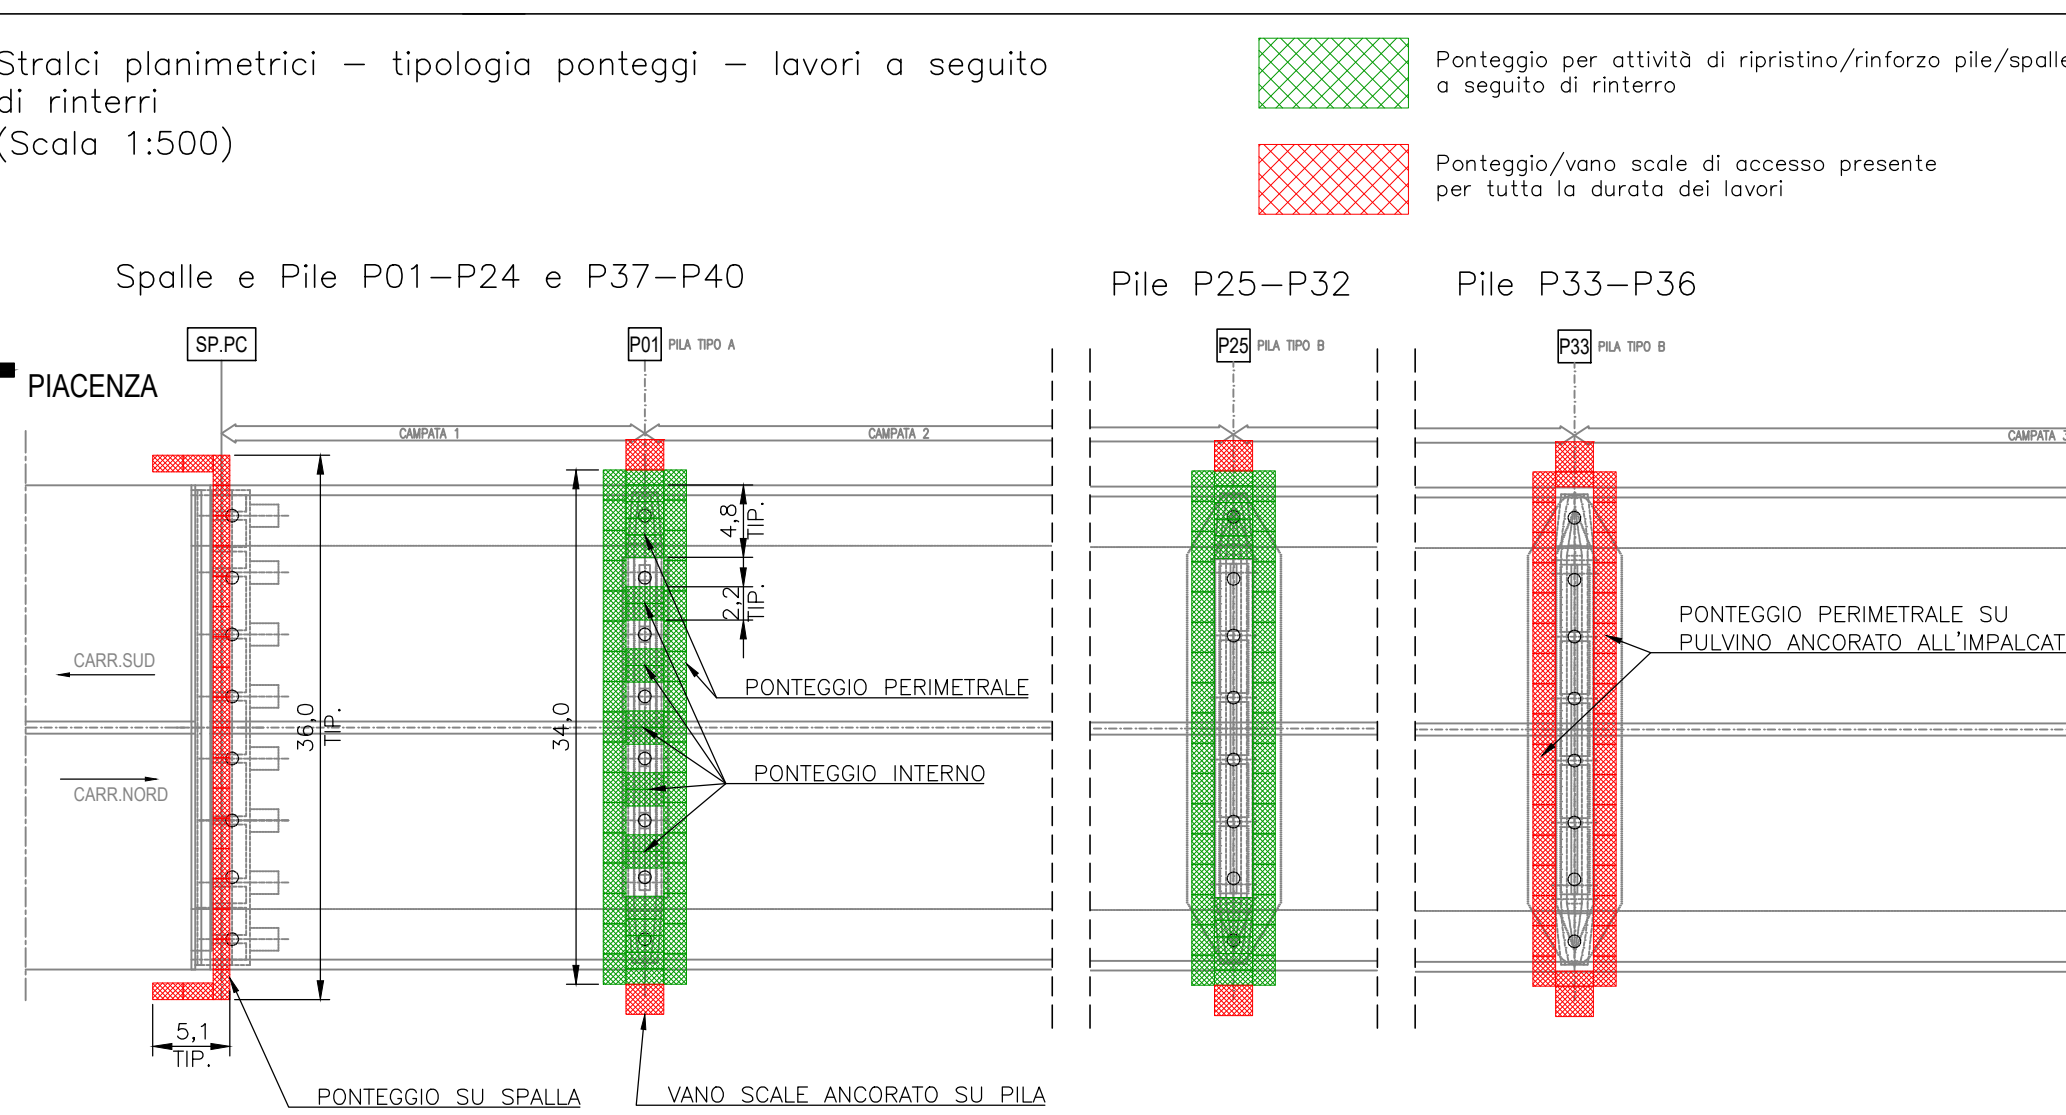 Stralci planimetrici – tipologia ponteggi – lavori a seguito
di rinterri
(Scala 1:500)
Ponteggio per attività di ripristino/rinforzo pile/spalle
a seguito di rinterro
Ponteggio/vano scale di accesso presente
per tutta la durata dei lavori
Spalle e Pile P01–P24 e P37–P40
Pile P25–P32
Pile P33–P36
SP.PC
P01 PILA TIPO A
P25 PILA TIPO B
P33 PILA TIPO B
PIACENZA
CAMPATA 1
CAMPATA 2
CAMPATA 3
4,8
TIP.
2,2
TIP.
CARR.SUD
CARR.NORD
36,0
TIP.
34,0
PONTEGGIO PERIMETRALE
PONTEGGIO INTERNO
PONTEGGIO PERIMETRALE SU
PULVINO ANCORATO ALL'IMPALCAT
5,1
TIP.
PONTEGGIO SU SPALLA
VANO SCALE ANCORATO SU PILA